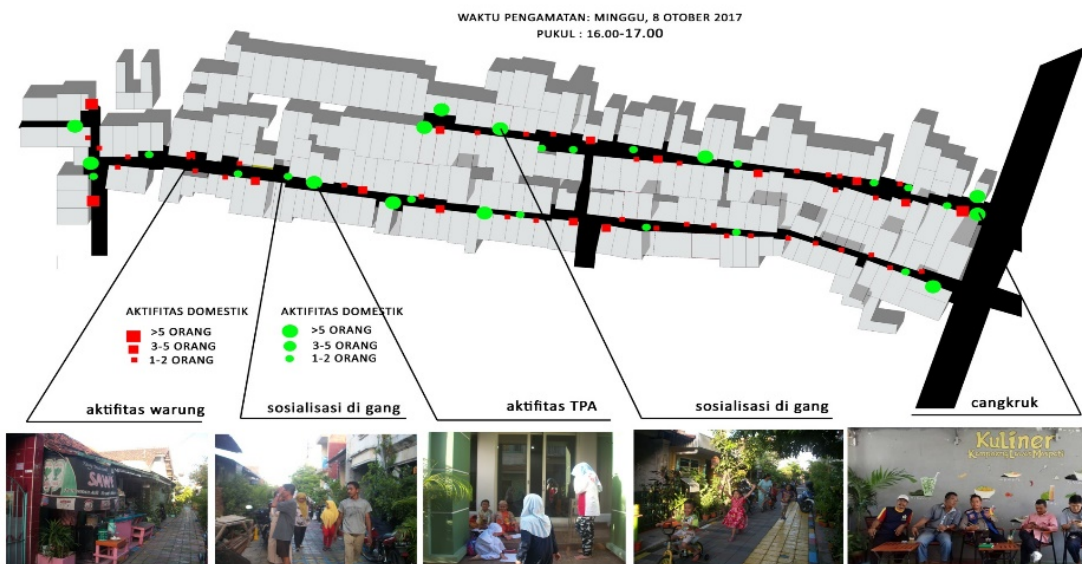 WAKTU PENGAMATAN: MINGGU, 8 OTOBER 2017
PUKUL : 16.00-17.00
AKTIFITAS DOMESTIK
>5 ORANG
3-5 ORANG
1-2 ORANG
AKTIFITAS DOMESTIK
>5 ORANG
3-5 ORANG
1-2 ORANG
aktifitas warung
sosialisasi di gang
aktifitas TPA
sosialisasi di gang
cangkruk
KuLiner